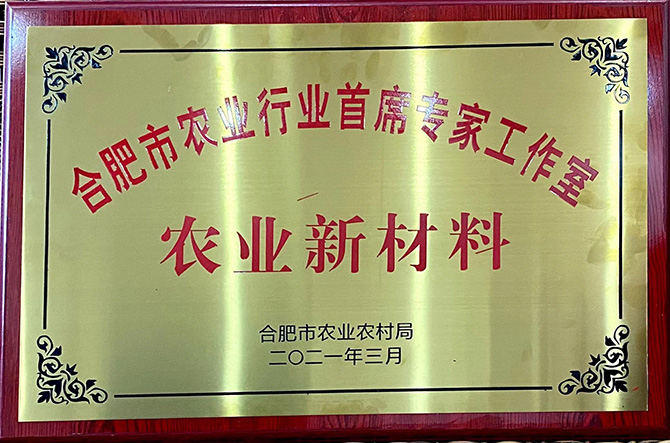 合肥市农业行业首席专家工作室
农业新材料
合肥市农业农村局
二〇二一年三月